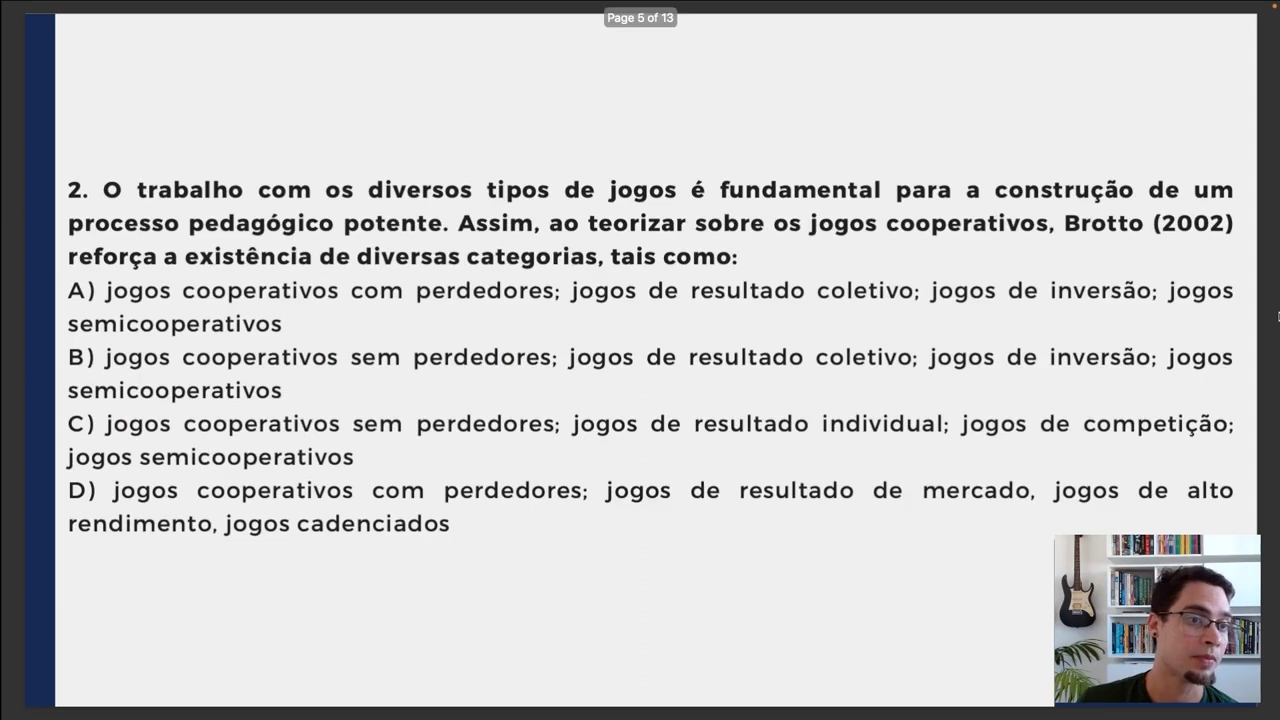 Page 5 of 13
2. O trabalho com os diversos tipos de jogos é fundamental para a construção de um
processo pedagógico potente. Assim, ao teorizar sobre os jogos cooperativos, Brotto (2002)
reforça a existência de diversas categorias, tais como:
A) jogos cooperativos com perdedores; jogos de resultado coletivo; jogos de inversão; jogos
semicooperativos
B) jogos cooperativos sem perdedores; jogos de resultado coletivo; jogos de inversão; jogos
semicooperativos
C) jogos cooperativos sem perdedores; jogos de resultado individual; jogos de competição;
jogos semicooperativos
D) jogos cooperativos com perdedores; jogos de resultado de mercado, jogos de alto
rendimento, jogos cadenciados